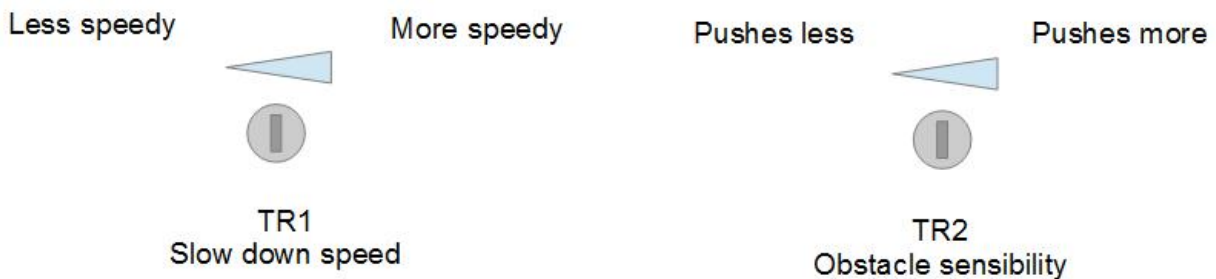 Less speedy
More speedy
TR1
Slow down speed
Pushes less
Pushes more
TR2
Obstacle sensibility